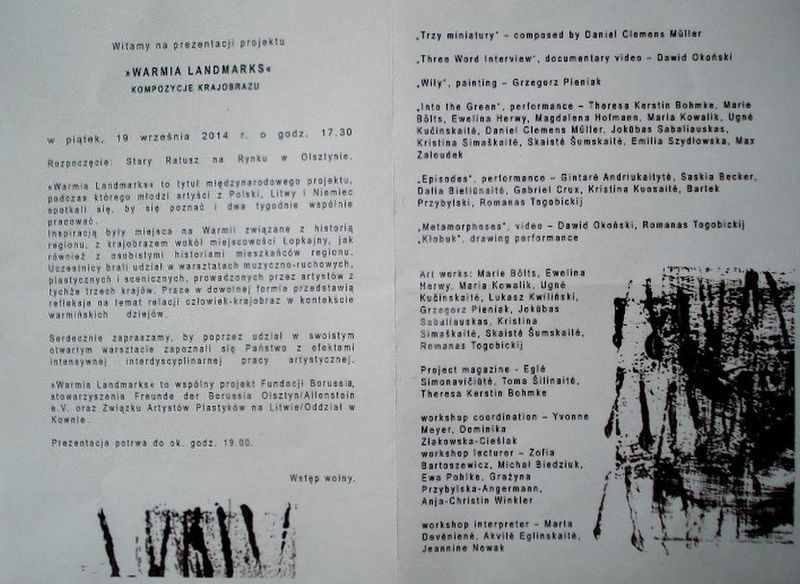 Witamy na prezentacji projektu
»WARMIA LANDMARKS«
KOMPOZYCJE KRAJOBRAZU
w piątek, 19 września 2014 r. o godz. 17.30
Rozpoczęcie: Stary Ratusz na Rynku w Olsztynie.
»Warmia Landmarks« to tytuł międzynarodowego projektu,
podczas którego młodzi artyści z Polski, Litwy i Niemiec
spotkali się, by się poznać i dwa tygodnie wspólnie
pracować.
Inspiracją były miejsca na Warmii związane z historią
regionu, z krajobrazem wokół miejscowości Łopkajny, jak
również z osobistymi historiami mieszkańców regionu.
Uczestnicy brali udział w warsztatach muzyczno-ruchowych,
plastycznych i scenicznych, prowadzonych przez artystów z
tychże trzech krajów. Prace w dowolnej formie przedstawią
refleksje na temat relacji człowiek-krajobraz w kontekście
warmińskich dziejów.
Serdecznie zapraszamy, by poprzez udział w swoistym
otwartym warsztacie zapoznali się Państwo z efektami
intensywnej interdyscyplinarnej pracy artystycznej.
»Warmia Landmarks« to wspólny projekt Fundacji Borussia,
stowarzyszenia Freunde der Borussia Olsztyn/Allenstein
e.V. oraz Związku Artystów Plastyków na Litwie/Oddział w
Kownie.
Prezentacja potrwa do ok. godz. 19.00.
Wstęp wolny.
„Trzy miniatury" – composed by Daniel Clemens Müller
„Three Word Interview", documentary video – Dawid Okoński
„Wily", painting – Grzegorz Pieniak
„Into the Green", performance – Theresa Kerstin Bohmke, Marie
Bölts, Ewelina Herwy, Magdalena Hofmann, Maria Kowalik, Ugnė
Kučinskaitė, Daniel Clemens Müller, Jokūbas Sabaliauskas,
Kristina Simaškaitė, Skaistė Šumskaitė, Emilia Szydłowska, Max
Zaleudek
„Episodes", performance – Gintarė Andriukaitytė, Saskia Becker,
Dalia Bieliūnaitė, Gabriel Crux, Kristina Kuosaitė, Bartek
Przybylski, Romanas Togobickij
„Metamorphoses", video – Dawid Okoński, Romanas Togobickij
„Kłobuk", drawing performance
Art works: Marie Bölts, Ewelina
Herwy, Maria Kowalik, Ugnė
Kučinskaitė, Lukasz Kwiliński,
Grzegorz Pieniak, Jokūbas
Sabaliauskas, Kristina
Simaškaitė, Skaistė Šumskaitė,
Romanas Togobickij
Project magazine - Eglė
Simonavičiūtė, Toma Šilinaitė,
Theresa Kerstin Bohmke
workshop coordination – Yvonne
Meyer, Dominika
Złakowska-Cieślak
workshop lecturer – Zofia
Bartoszewicz, Michał Biedziuk,
Ewa Pohlke, Grażyna
Przybylska-Angermann,
Anja-Christin Winkler
workshop interpreter – Marta
Devėnienė, Akvilė Eglinskaitė,
Jeannine Nowak